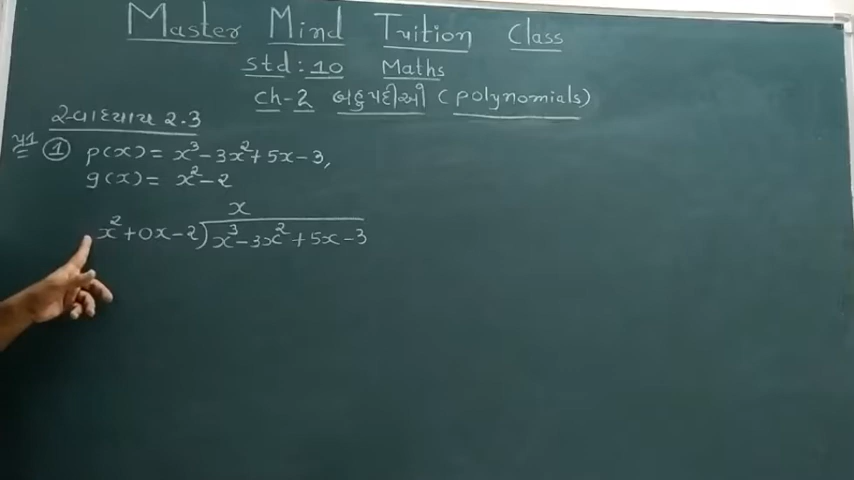 Master Mind Tuition Class
std: 10 Maths
ch-2 બહુપદીઓ (polynomials)
સ્વાધ્યાય 2.3
પ્ર1 ① p(x) = x³ - 3x² + 5x - 3,
g(x) = x² - 2
x
x² + 0x - 2) x³ - 3x² + 5x - 3